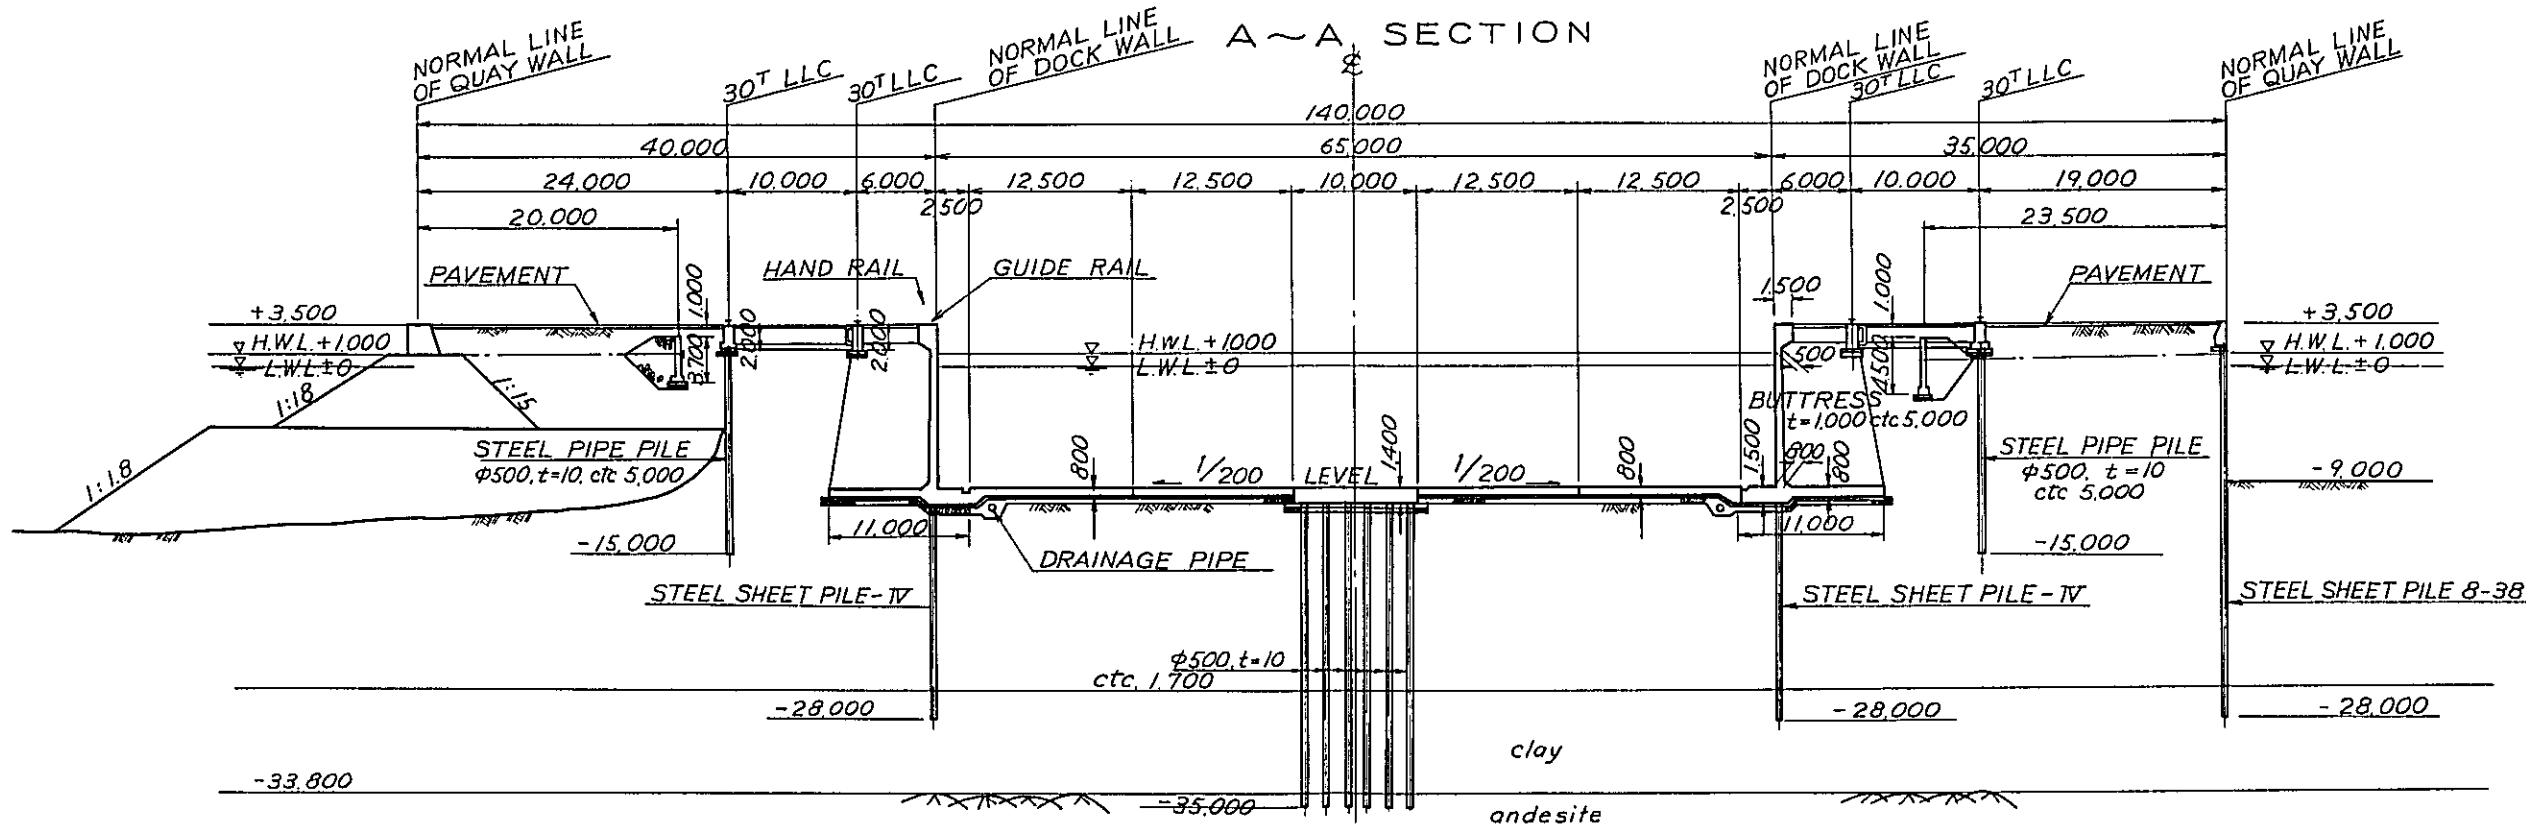 A~A SECTION
NORMAL LINE
OF QUAY WALL
30T LLC
30T LLC
NORMAL LINE
OF DOCK WALL
℄
NORMAL LINE
OF DOCK WALL
30T LLC
30T LLC
NORMAL LINE
OF QUAY WALL
140,000
40,000
65,000
35,000
24,000
10,000
6,000
2,500
12,500
12,500
10,000
12,500
12,500
2,500
6,000
10,000
19,000
20,000
23,500
PAVEMENT
HAND RAIL
GUIDE RAIL
PAVEMENT
1,000
1,500
1,000
+3,500
H.W.L.+1,000
L.W.L.±0
3,700
2,000
2,000
H.W.L.+1,000
L.W.L.±0
500
4,500
+3,500
H.W.L.+1,000
L.W.L.±0
1:18
1:15
1:1.8
BUTTRESS
t=1,000 ctc 5,000
STEEL PIPE PILE
φ500, t=10, ctc 5,000
800
1/200
LEVEL
1,400
1/200
800
1,500
800
800
STEEL PIPE PILE
φ500, t=10
ctc 5,000
-9,000
11,000
11,000
-15,000
DRAINAGE PIPE
-15,000
STEEL SHEET PILE-IV
STEEL SHEET PILE-IV
STEEL SHEET PILE 8-38
φ500, t=10
ctc, 1,700
-28,000
-28,000
-28,000
clay
-33,800
-35,000
andesite